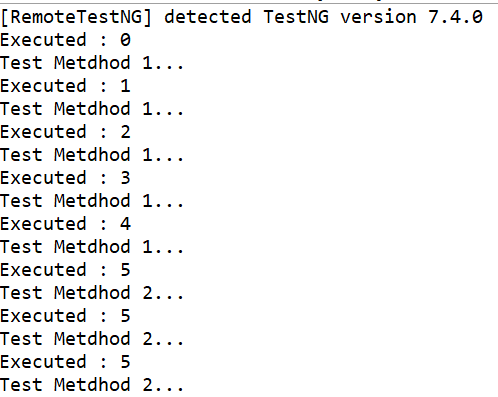 [RemoteTestNG] detected TestNG version 7.4.0
Executed : 0
Test Metdhod 1...
Executed : 1
Test Metdhod 1...
Executed : 2
Test Metdhod 1...
Executed : 3
Test Metdhod 1...
Executed : 4
Test Metdhod 1...
Executed : 5
Test Metdhod 2...
Executed : 5
Test Metdhod 2...
Executed : 5
Test Metdhod 2...